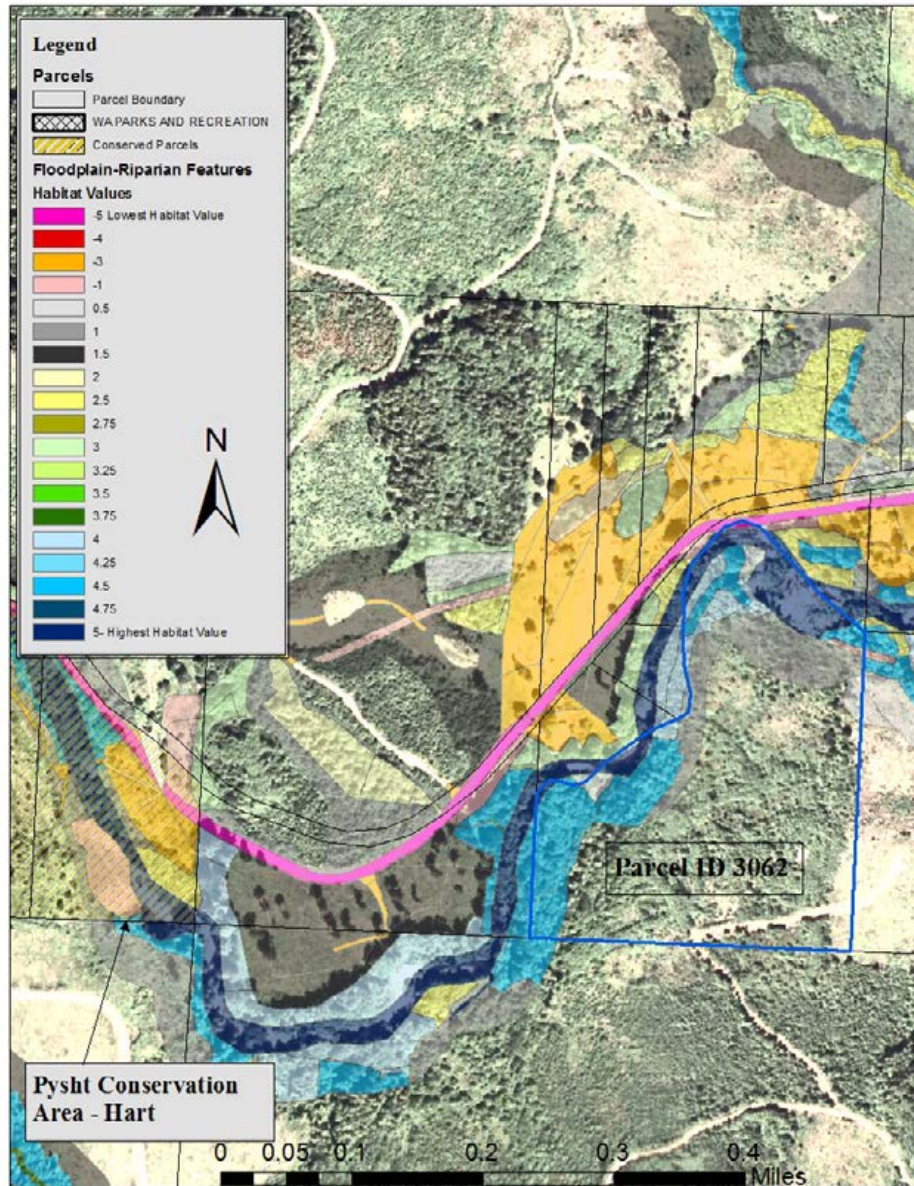 Legend
Parcels
Parcel Boundary
WA PARKS AND RECREATION
Conserved Parcels
Floodplain-Riparian Features
Habitat Values
-5 Lowest Habitat Value
-4
-3
-1
0.5
1
1.5
2
2.5
2.75
3
3.25
3.5
3.75
4
4.25
4.5
4.75
5- Highest Habitat Value
N
Parcel ID 3062
Pysht Conservation
Area - Hart
0 0.05 0.1 0.2 0.3 0.4
Miles